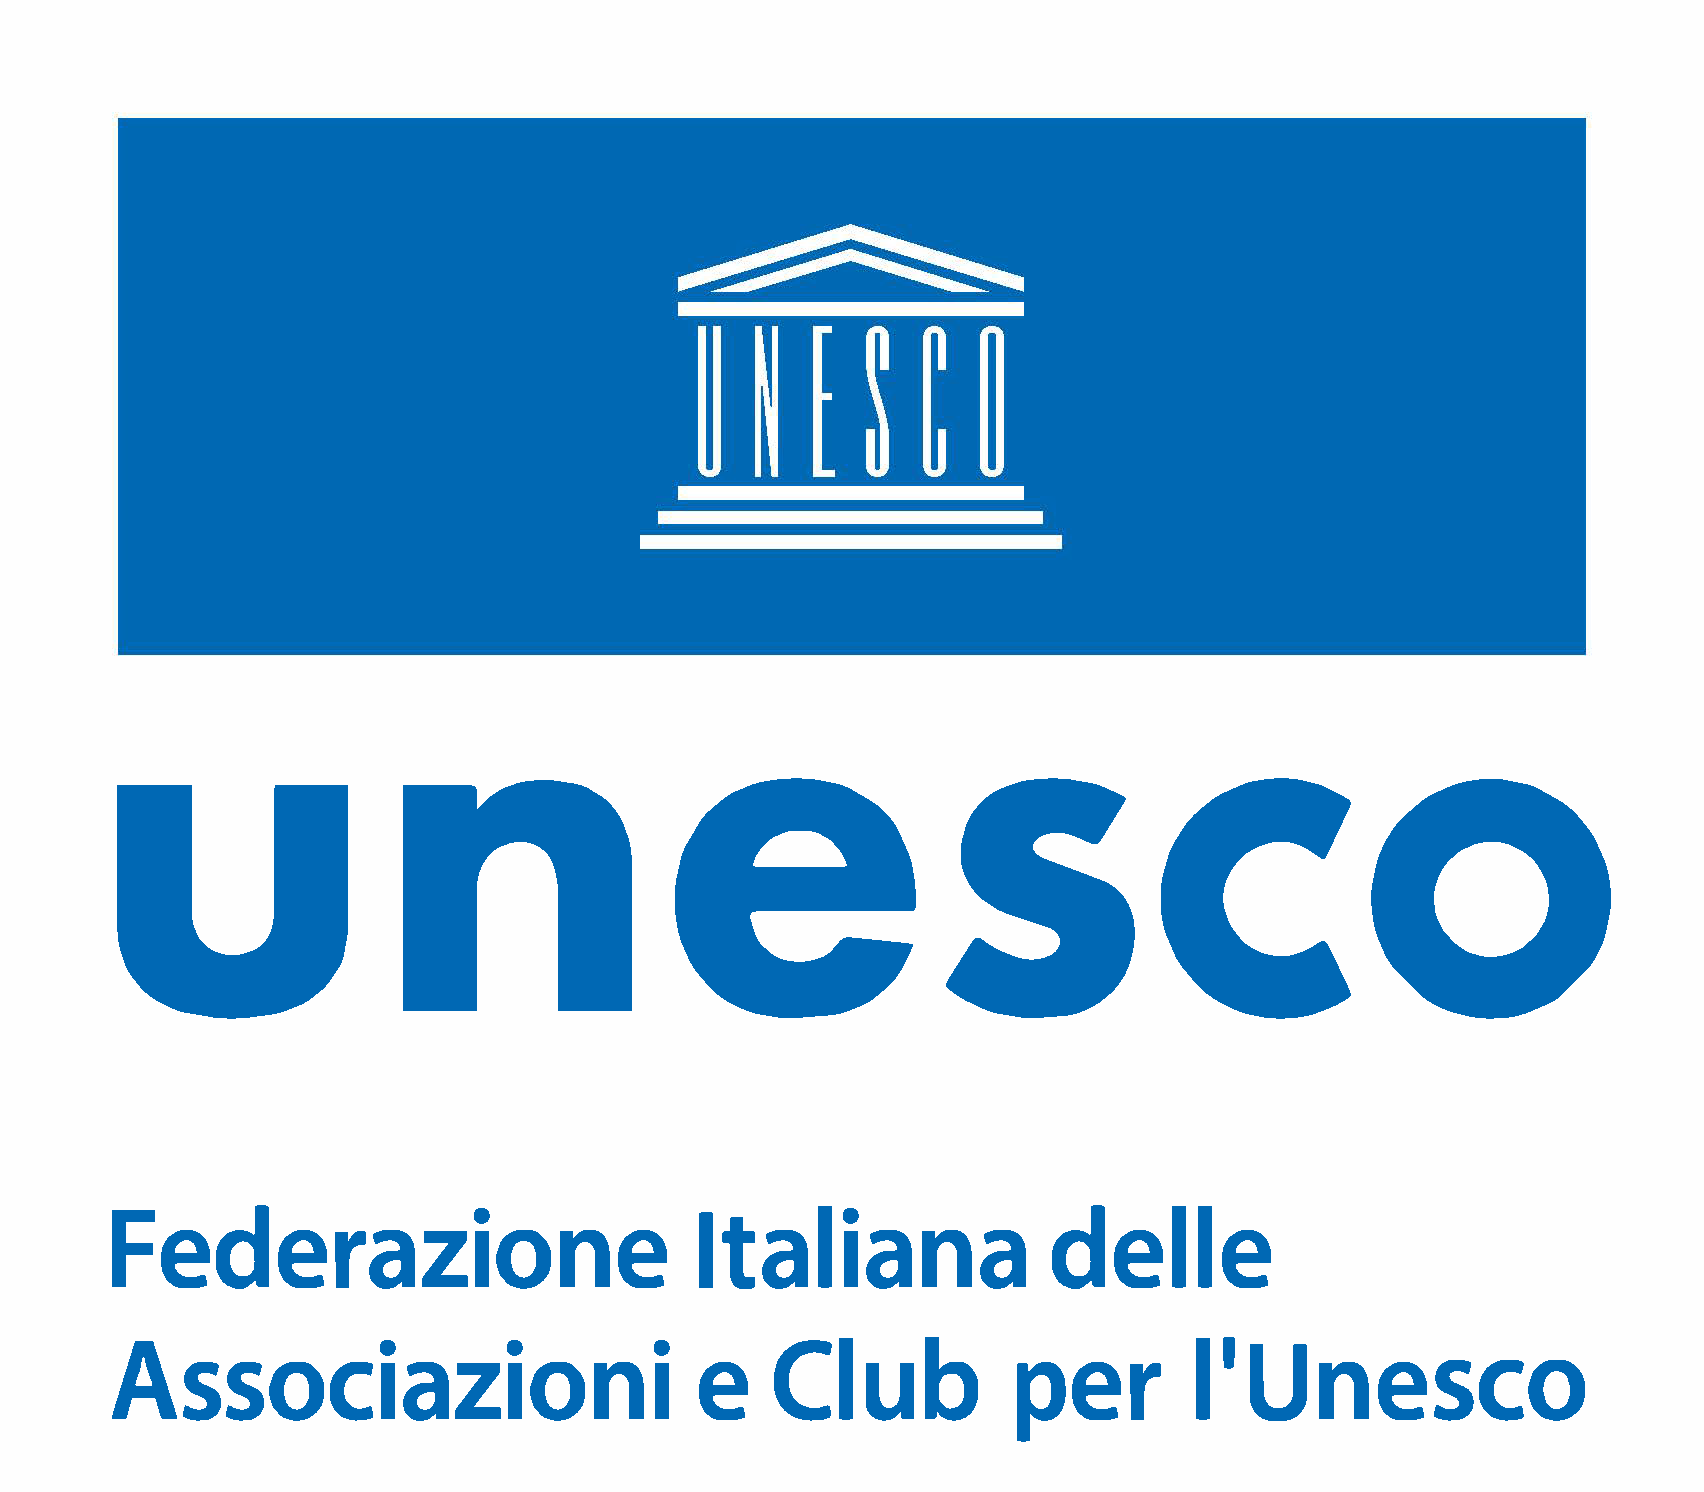 UNESCO
unesco
Federazione Italiana delle
Associazioni e Club per l'Unesco